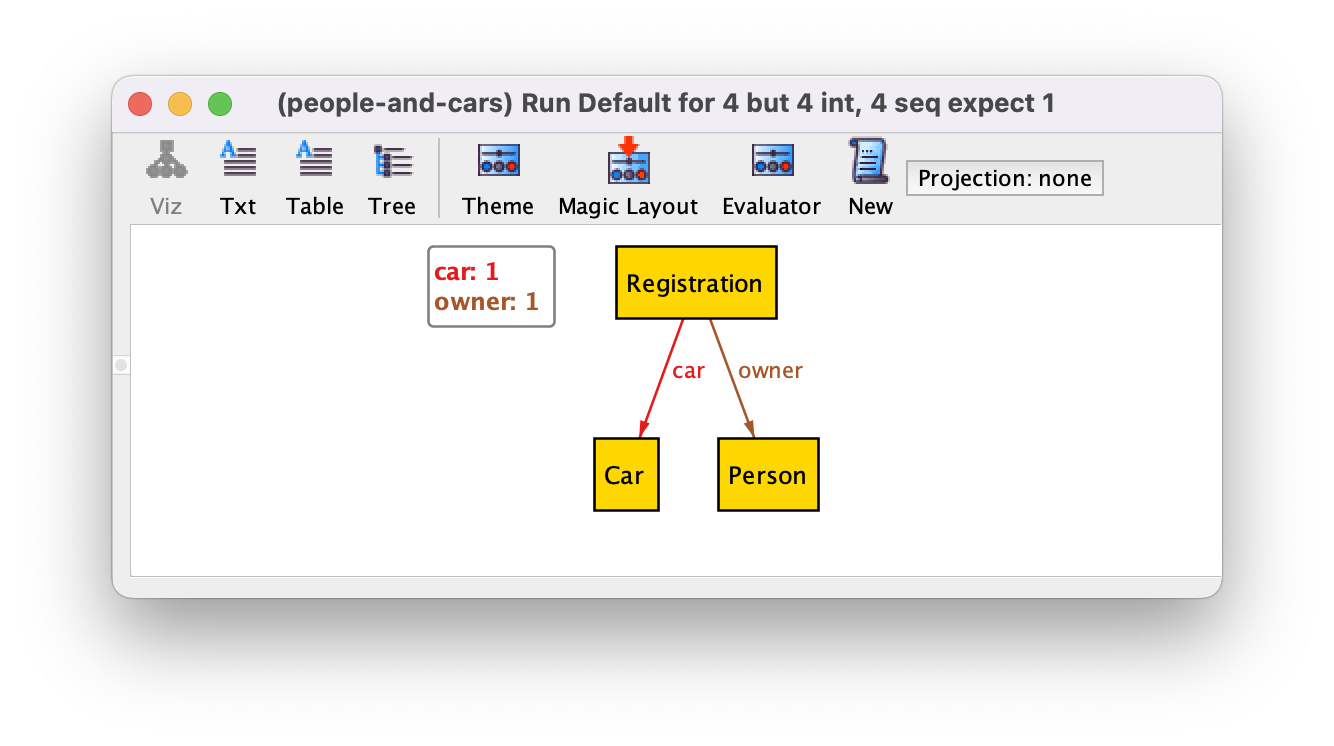 (people-and-cars) Run Default for 4 but 4 int, 4 seq expect 1
Viz Txt Table Tree Theme Magic Layout Evaluator New Projection: none
car: 1
owner: 1
Registration
car owner
Car Person